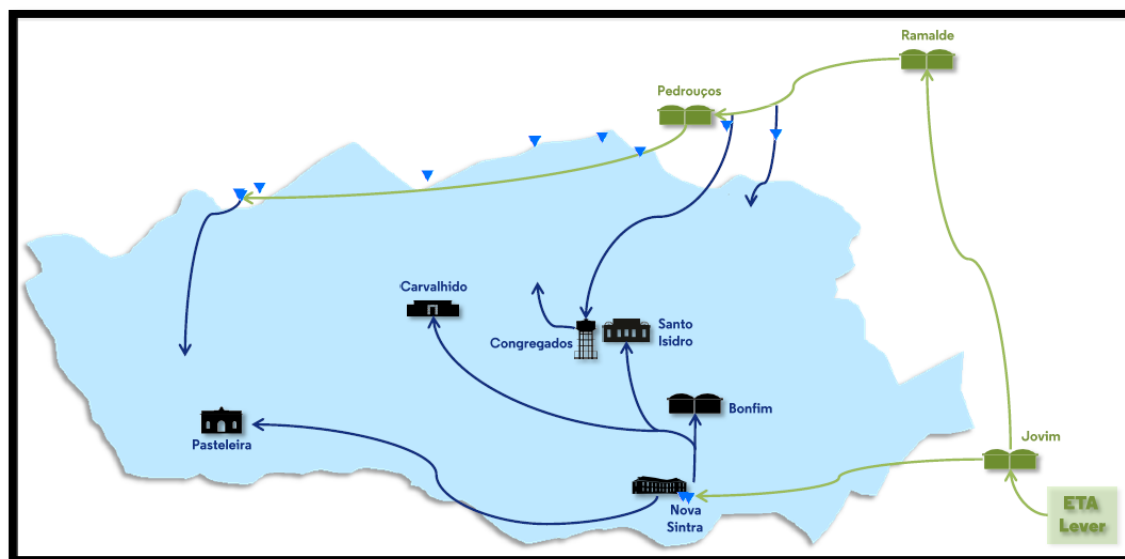 Ramalde
Pedrouços
Carvalhido
Congregados
Santo
Isidro
Bonfim
Pasteleira
Jovim
Nova
Sintra
ETA
Lever